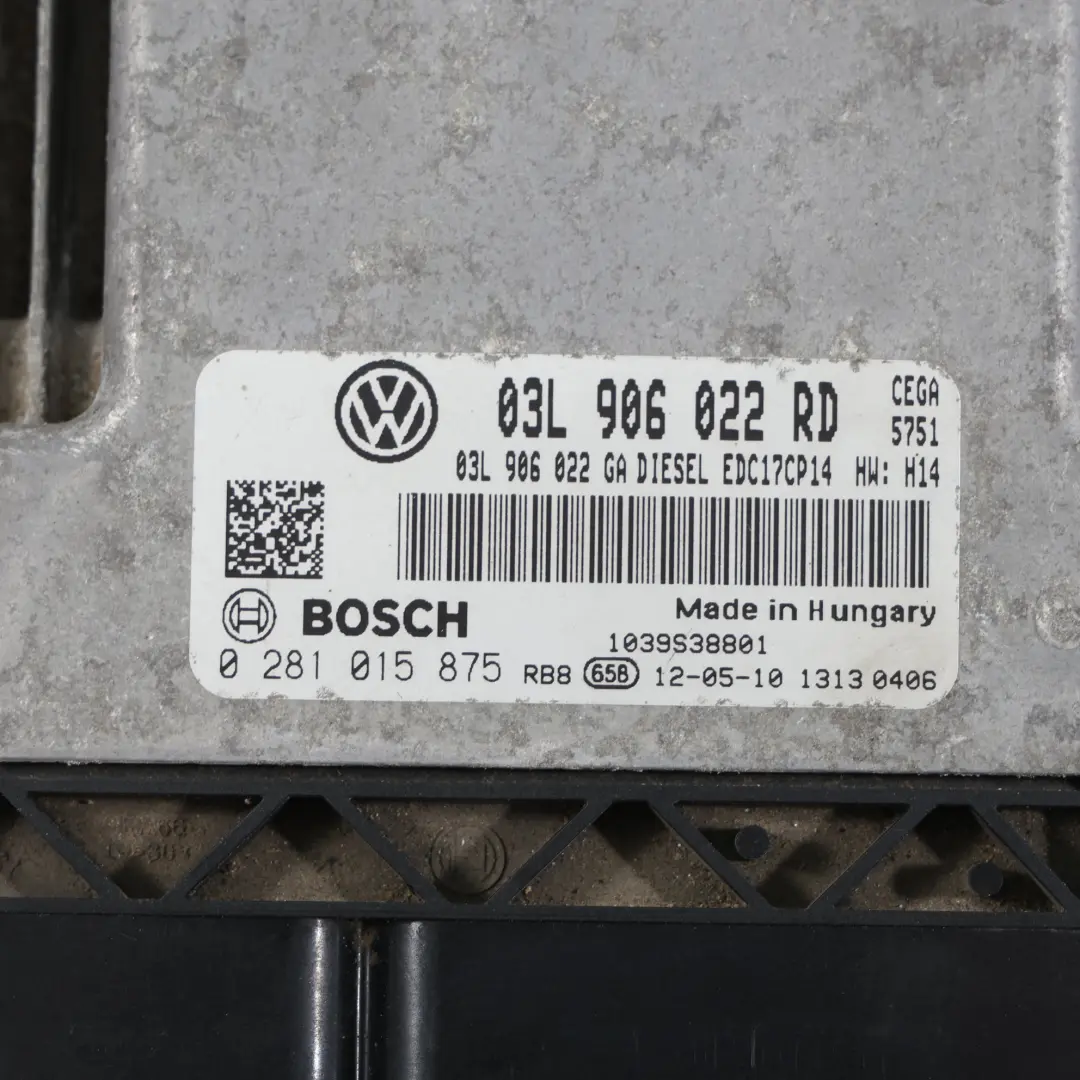 03L 906 022 RD
CEGA
5751
03L 906 022 GA DIESEL EDC17CP14 HW: H14
BOSCH
Made in Hungary
1039S38801
0 281 015 875 RB8 658 12-05-10 1313 0406